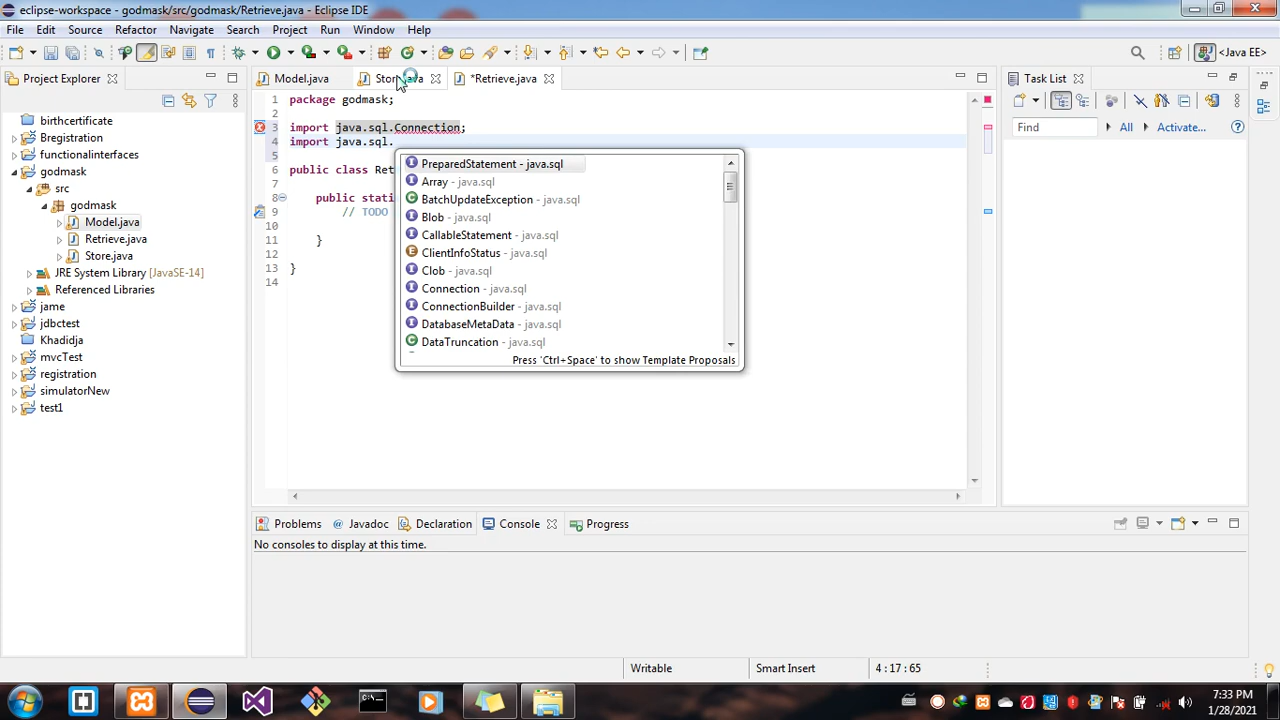 eclipse-workspace - godmask/src/godmask/Retrieve.java - Eclipse IDE
File Edit Source Refactor Navigate Search Project Run Window Help
<Java EE>
Project Explorer
Model.java
*Retrieve.java
Task List
birthcertificate
Bregistration
functionalinterfaces
godmask
src
godmask
Model.java
Retrieve.java
Store.java
JRE System Library [JavaSE-14]
Referenced Libraries
jame
jdbctest
Khadidja
mvcTest
registration
simulatorNew
test1
1 package godmask;
2
3 import java.sql.Connection;
4 import java.sql.
5
6 public class Ret
7
8 public stati
9 // TODO
10
11 }
12
13 }
14
PreparedStatement - java.sql
Array - java.sql
BatchUpdateException - java.sql
Blob - java.sql
CallableStatement - java.sql
ClientInfoStatus - java.sql
Clob - java.sql
Connection - java.sql
ConnectionBuilder - java.sql
DatabaseMetaData - java.sql
DataTruncation - java.sql
Press 'Ctrl+Space' to show Template Proposals
Find All Activate...
Problems @ Javadoc Declaration Console Progress
No consoles to display at this time.
Writable Smart Insert 4 : 17 : 65
7:33 PM
1/28/2021